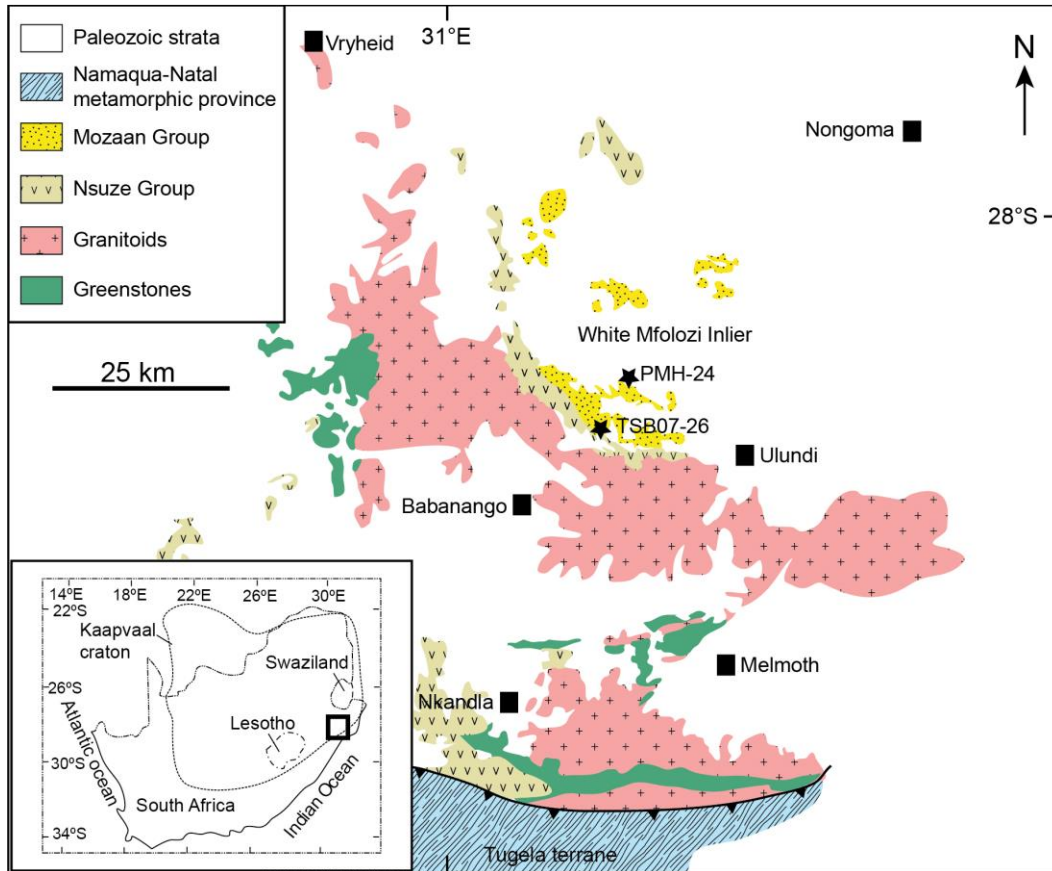 Paleozoic strata
Namaqua-Natal
metamorphic province
Mozaan Group
Nsuze Group
Granitoids
Greenstones
25 km
31°E
Vryheid
N
Nongoma
28°S
White Mfolozi Inlier
PMH-24
TSB07-26
Ulundi
Babanango
Melmoth
Nkandla
Tugela terrane
14°E
18°E
22°E
26°E
30°E
22°S
26°S
30°S
34°S
Kaapvaal
craton
Swaziland
Lesotho
Atlantic ocean
South Africa
Indian Ocean